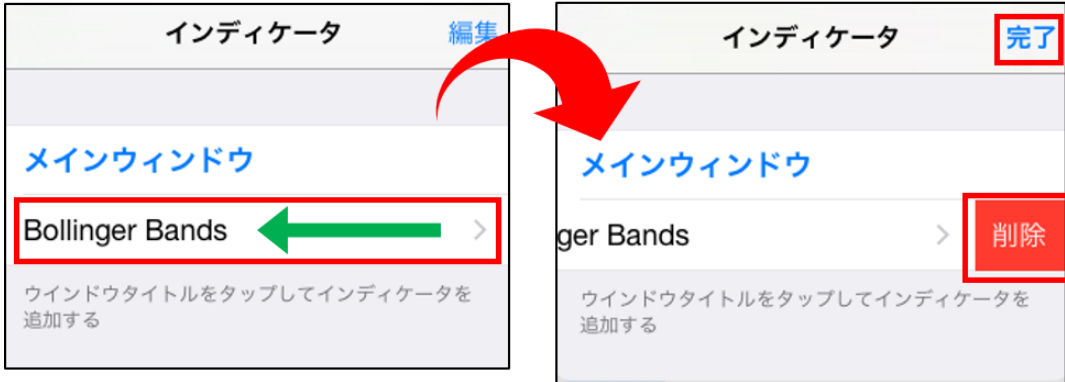 インディケータ 編集
メインウィンドウ
Bollinger Bands
ウインドウタイトルをタップしてインディケータを
追加する
インディケータ 完了
メインウィンドウ
ger Bands 削除
ウインドウタイトルをタップしてインディケータを
追加する